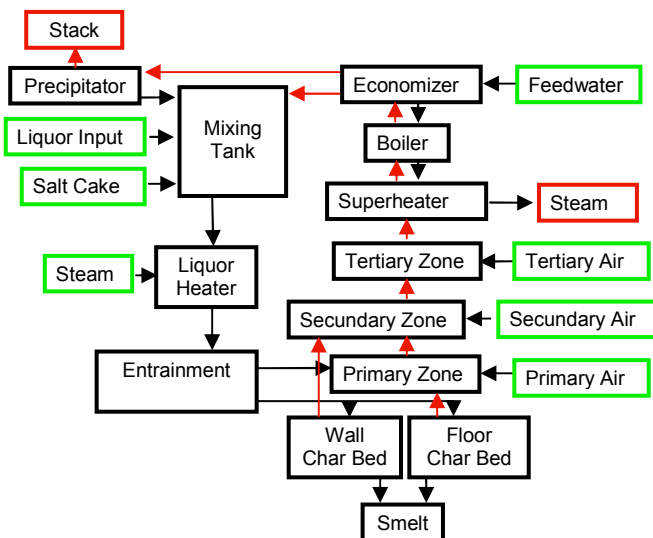 Stack
Precipitator
Economizer
Feedwater
Mixing
Tank
Liquor Input
Boiler
Salt Cake
Superheater
Steam
Steam
Liquor
Heater
Tertiary Zone
Tertiary Air
Secundary Zone
Secundary Air
Entrainment
Primary Zone
Primary Air
Wall
Char Bed
Floor
Char Bed
Smelt